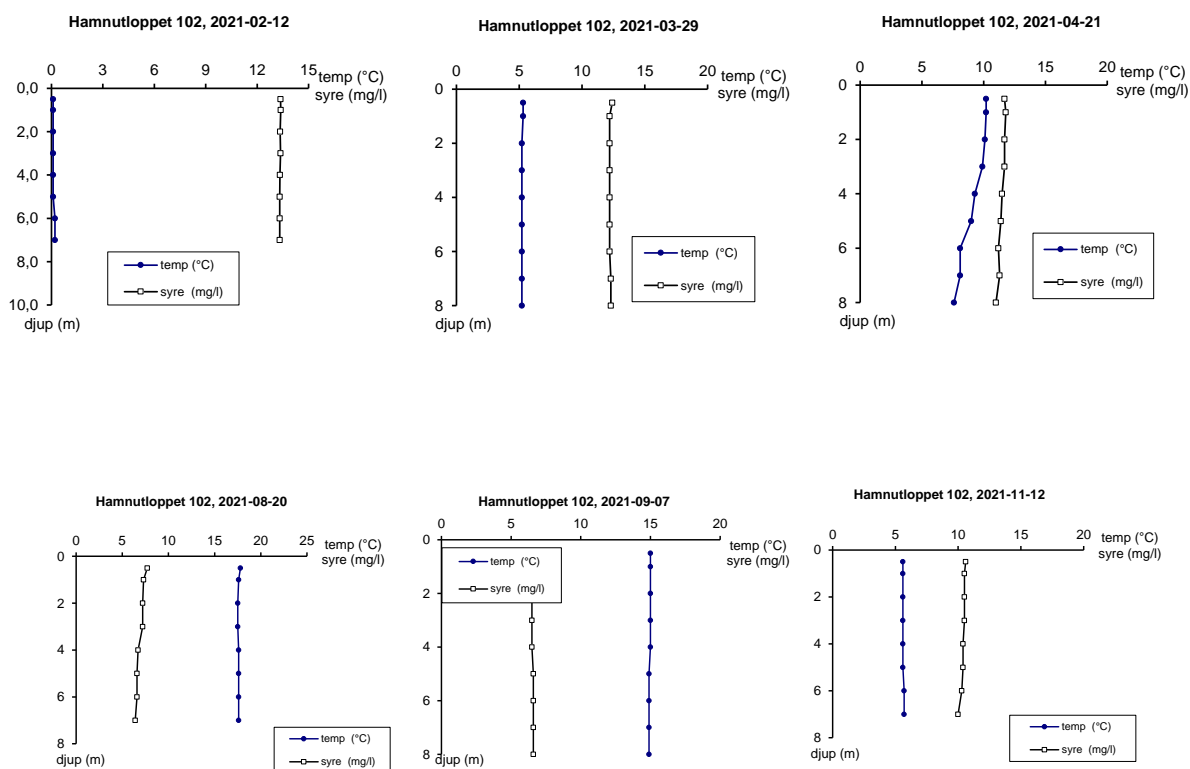 Hamnutloppet 102, 2021-02-12
0 3 6 9 12 15
temp (°C)
syre (mg/l)
0,0
2,0
4,0
6,0
8,0
10,0
temp (°C)
syre (mg/l)
djup (m)
Hamnutloppet 102, 2021-03-29
0 5 10 15 20
temp (°C)
syre (mg/l)
0
2
4
6
8
temp (°C)
syre (mg/l)
djup (m)
Hamnutloppet 102, 2021-04-21
0 5 10 15 20
temp (°C)
syre (mg/l)
0
2
4
6
8
temp (°C)
syre (mg/l)
djup (m)
Hamnutloppet 102, 2021-08-20
0 5 10 15 20 25
temp (°C)
syre (mg/l)
0
2
4
6
8
temp (°C)
syre (mg/l)
djup (m)
Hamnutloppet 102, 2021-09-07
0 5 10 15 20
temp (°C)
syre (mg/l)
0
2
4
6
8
temp (°C)
syre (mg/l)
djup (m)
Hamnutloppet 102, 2021-11-12
0 5 10 15 20
temp (°C)
syre (mg/l)
0
2
4
6
8
temp (°C)
syre (mg/l)
djup (m)